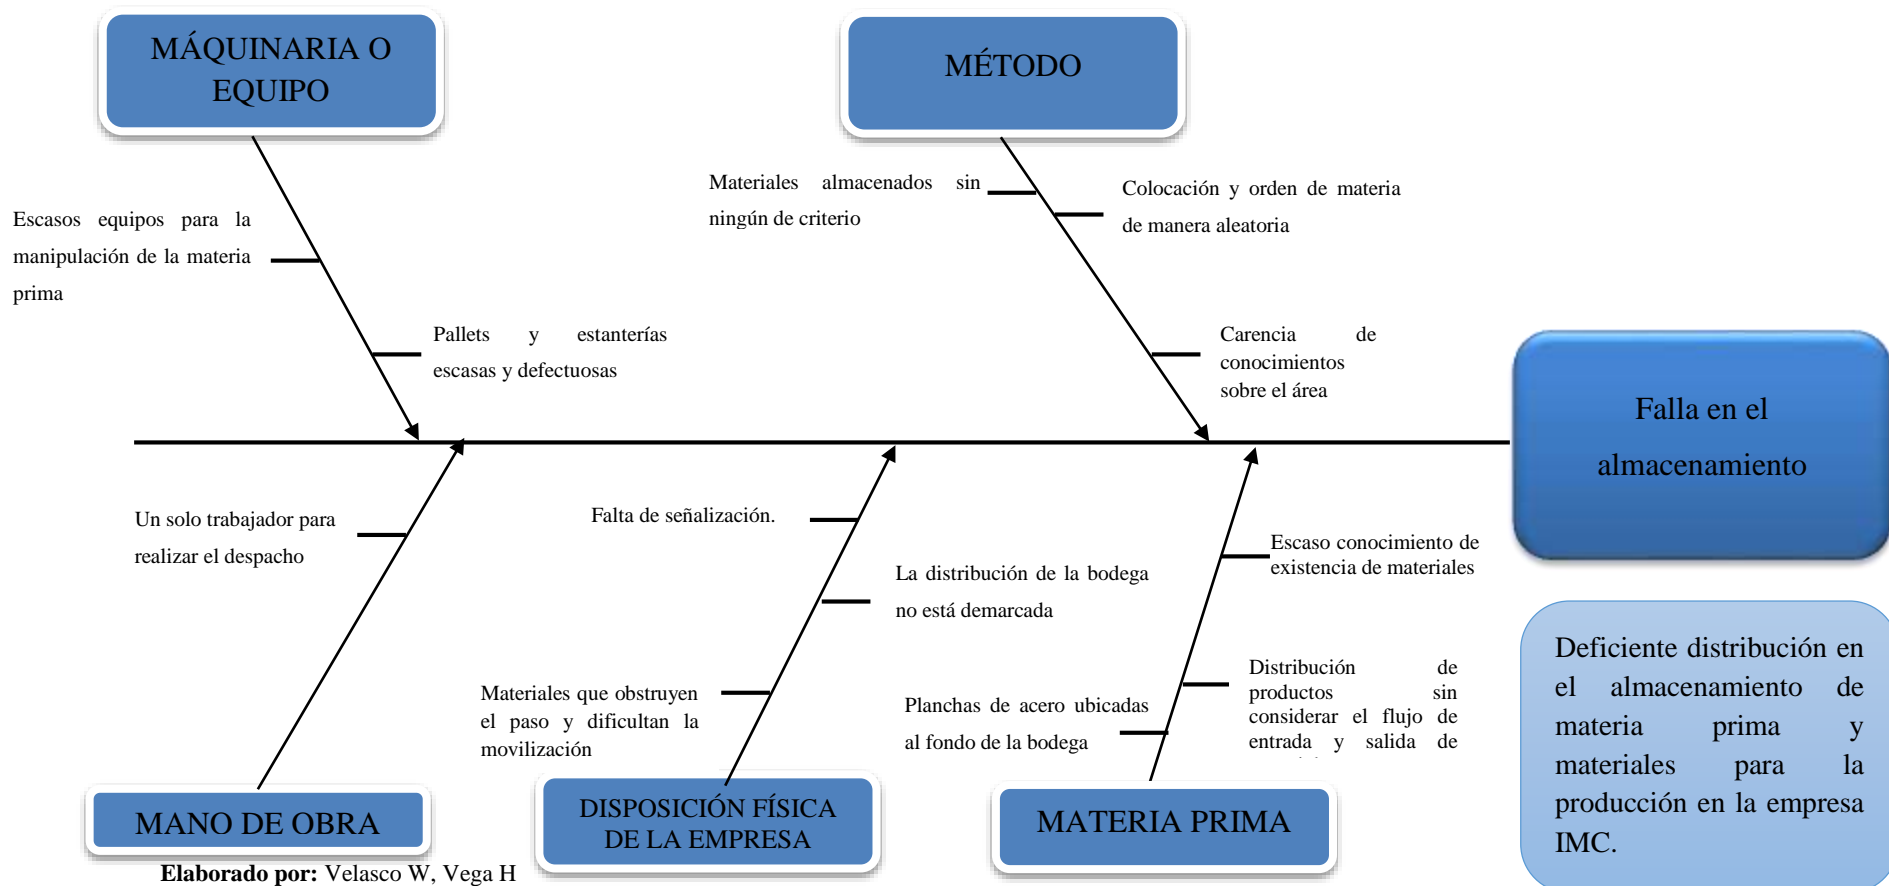 MÁQUINARIA O
EQUIPO
MÉTODO
Materiales almacenados sin
ningún de criterio
Colocación y orden de materia
de manera aleatoria
Escasos equipos para la
manipulación de la materia
prima
Pallets y estanterías
escasas y defectuosas
Carencia de
conocimientos
sobre el área
Falla en el
almacenamiento
Un solo trabajador para
realizar el despacho
Falta de señalización.
La distribución de la bodega
no está demarcada
Materiales que obstruyen
el paso y dificultan la
movilización
Escaso conocimiento de
existencia de materiales
Distribución de
productos sin
considerar el flujo de
entrada y salida de
Planchas de acero ubicadas
al fondo de la bodega
Deficiente distribución en
el almacenamiento de
materia prima y
materiales para la
producción en la empresa
IMC.
MANO DE OBRA
DISPOSICIÓN FÍSICA
DE LA EMPRESA
MATERIA PRIMA
Elaborado por: Velasco W, Vega H